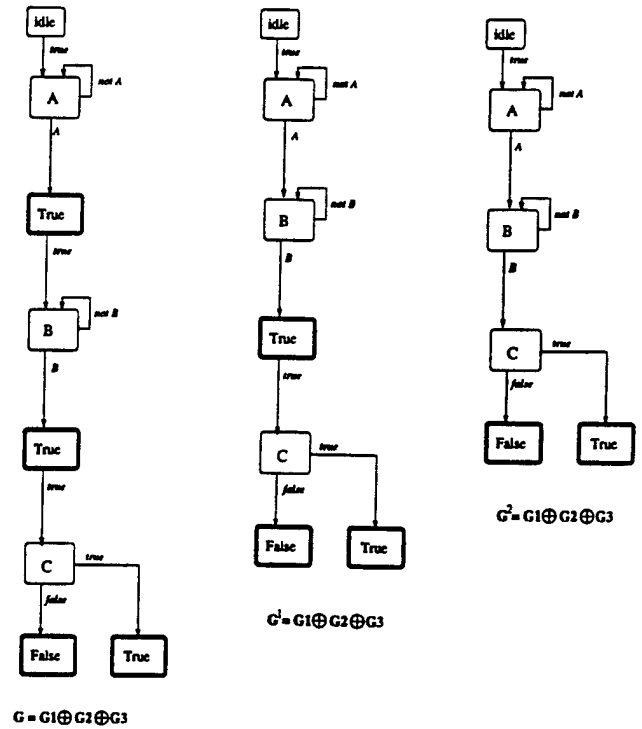 idle
true
A
not A
A
True
true
B
not B
B
True
true
C
true
false
False
True
G = G1⊕G2⊕G3
idle
true
A
not A
A
B
not B
B
True
true
C
true
false
False
True
G¹= G1⊕G2⊕G3
idle
true
A
not A
A
B
not B
B
C
true
false
False
True
G²= G1⊕G2⊕G3